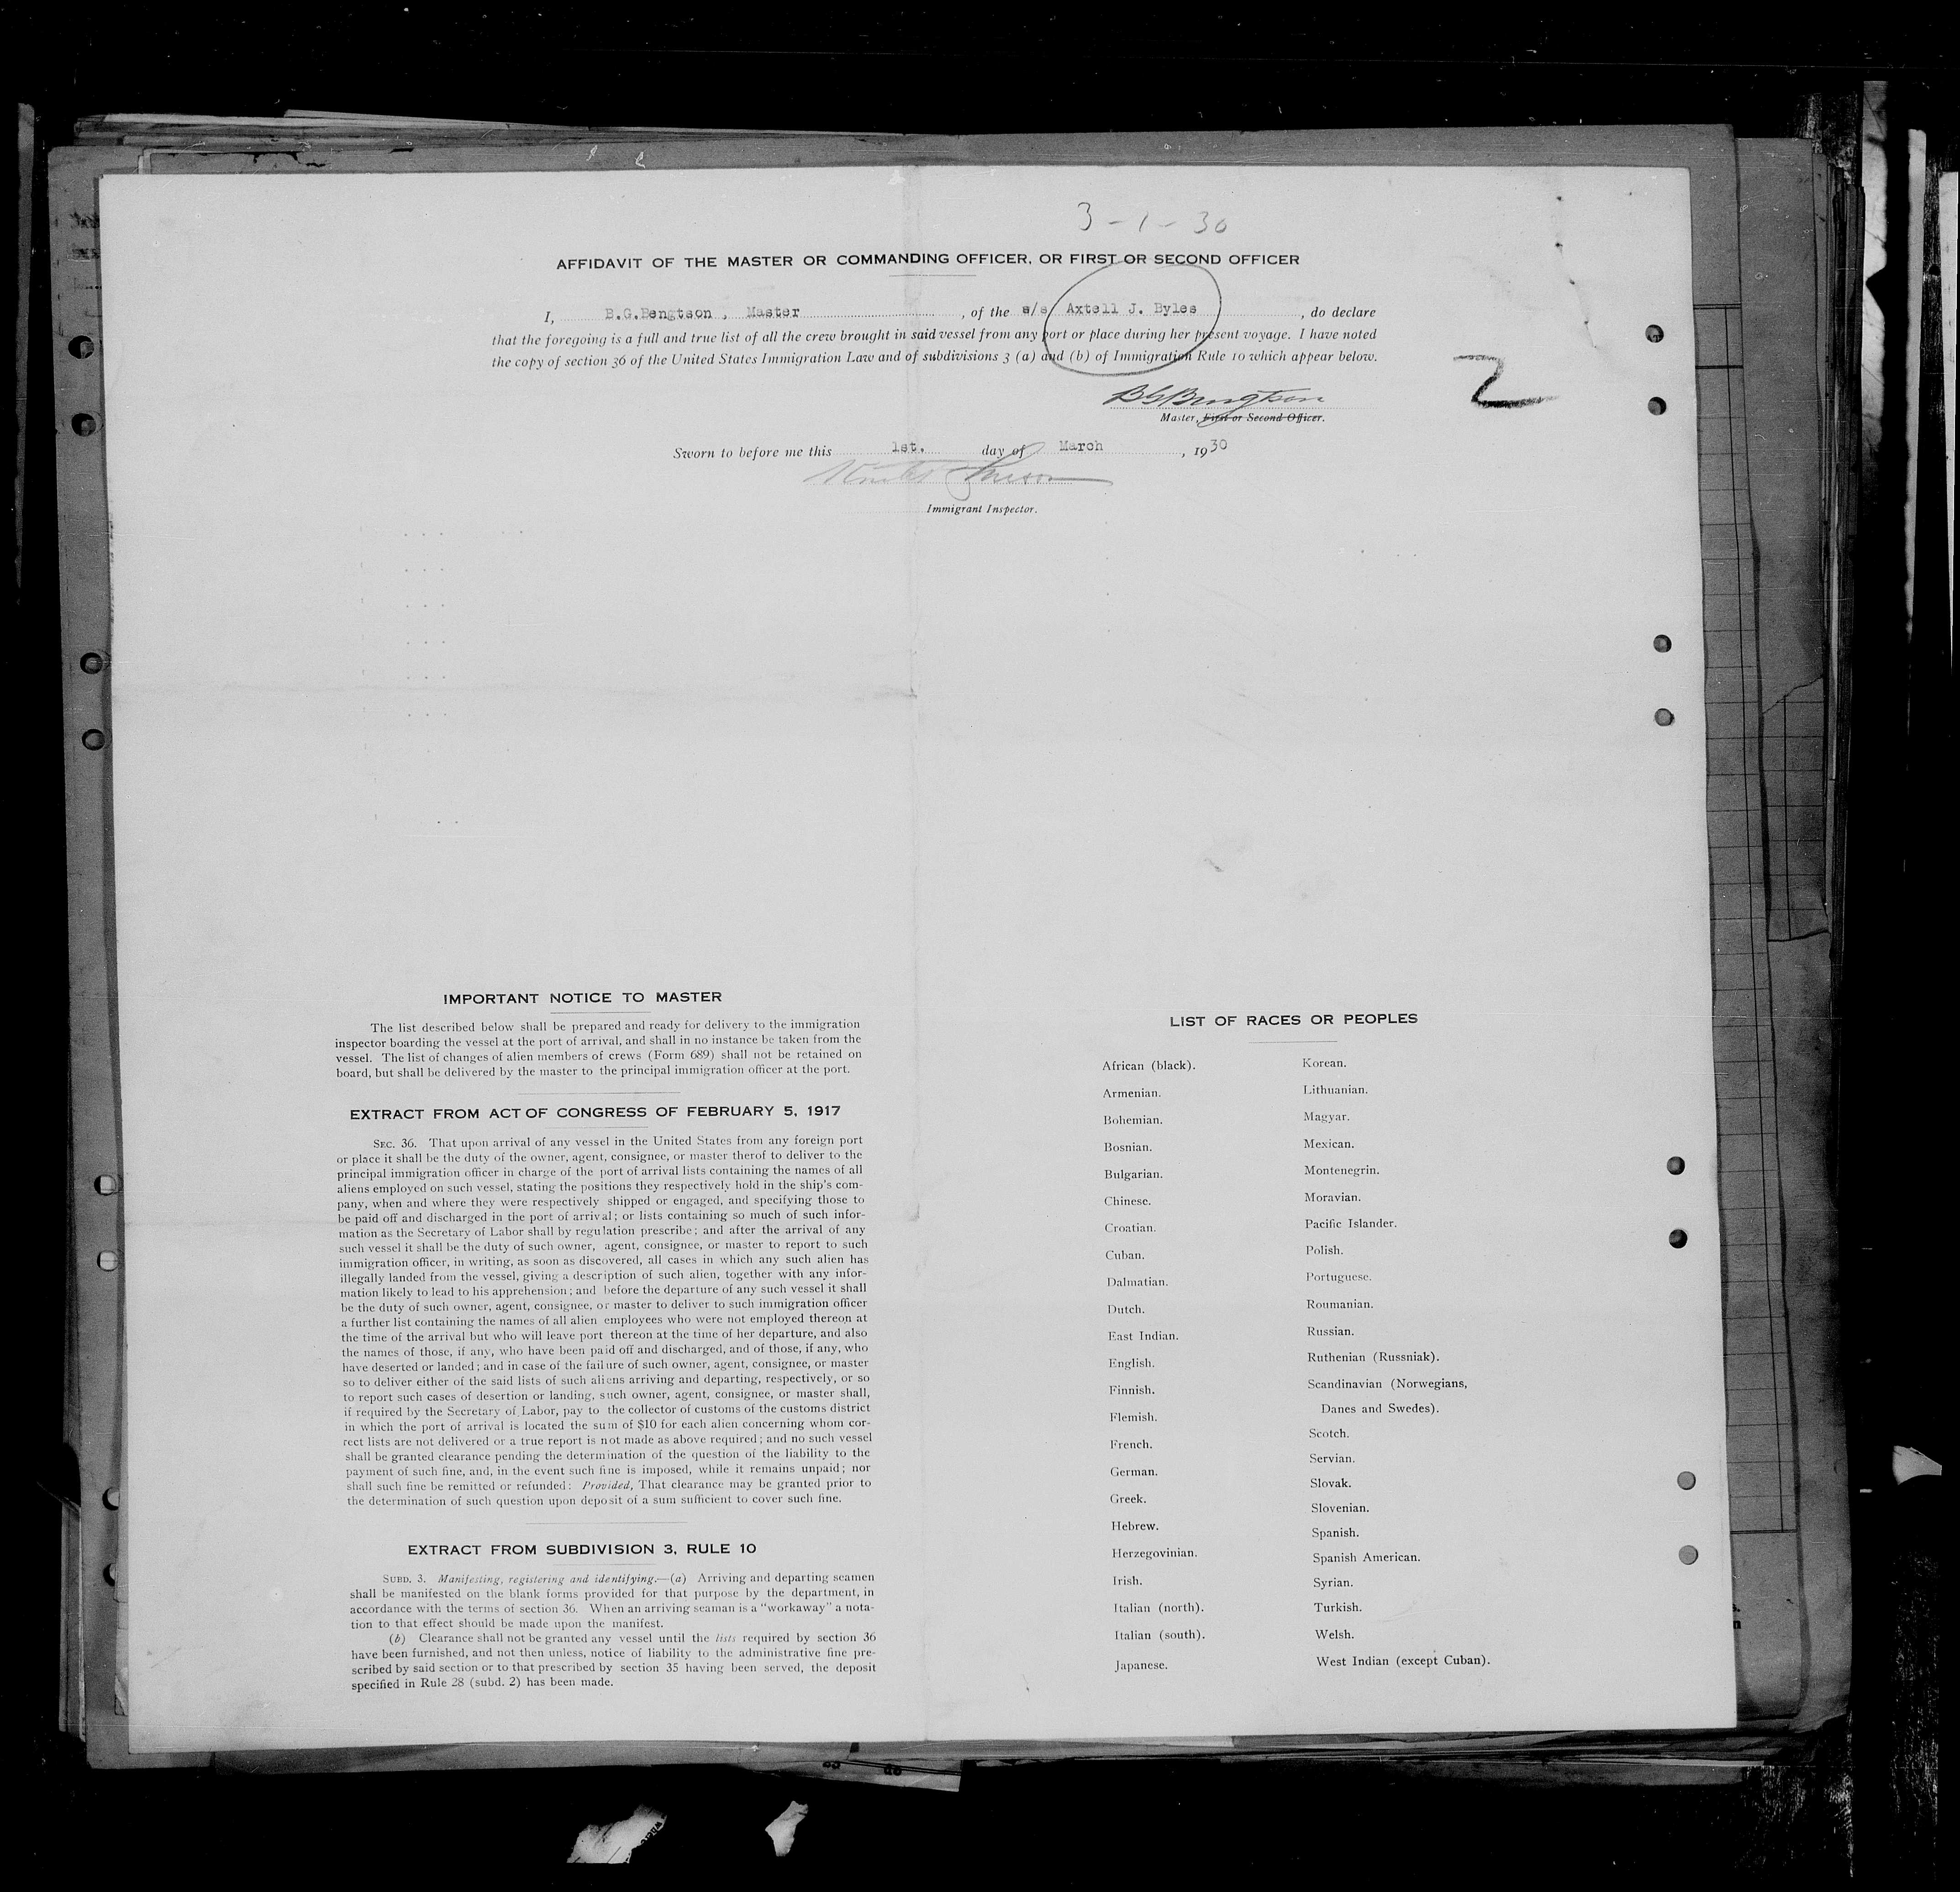 3-1-30
AFFIDAVIT OF THE MASTER OR COMMANDING OFFICER, OR FIRST OR SECOND OFFICER
I, B.G.Bengtson, Master, of the s/s Axtell J. Byles, do declare
that the foregoing is a full and true list of all the crew brought in said vessel from any port or place during her present voyage. I have noted
the copy of section 36 of the United States Immigration Law and of subdivisions 3 (a) and (b) of Immigration Rule 10 which appear below.
2
BGBengtson
Master, First or Second Officer.
Sworn to before me this 1st. day of March, 1930
Immigrant Inspector.
IMPORTANT NOTICE TO MASTER
The list described below shall be prepared and ready for delivery to the immigration
inspector boarding the vessel at the port of arrival, and shall in no instance be taken from the
vessel. The list of changes of alien members of crews (Form 689) shall not be retained on
board, but shall be delivered by the master to the principal immigration officer at the port.
EXTRACT FROM ACT OF CONGRESS OF FEBRUARY 5, 1917
SEC. 36. That upon arrival of any vessel in the United States from any foreign port
or place it shall be the duty of the owner, agent, consignee, or master therof to deliver to the
principal immigration officer in charge of the port of arrival lists containing the names of all
aliens employed on such vessel, stating the positions they respectively hold in the ship's com-
pany, when and where they were respectively shipped or engaged, and specifying those to
be paid off and discharged in the port of arrival; or lists containing so much of such infor-
mation as the Secretary of Labor shall by regulation prescribe; and after the arrival of any
such vessel it shall be the duty of such owner, agent, consignee, or master to report to such
immigration officer, in writing, as soon as discovered, all cases in which any such alien has
illegally landed from the vessel, giving a description of such alien, together with any infor-
mation likely to lead to his apprehension; and before the departure of any such vessel it shall
be the duty of such owner, agent, consignee, or master to deliver to such immigration officer
a further list containing the names of all alien employees who were not employed thereon at
the time of the arrival but who will leave port thereon at the time of her departure, and also
the names of those, if any, who have been paid off and discharged, and of those, if any, who
have deserted or landed; and in case of the failure of such owner, agent, consignee, or master
so to deliver either of the said lists of such aliens arriving and departing, respectively, or so
to report such cases of desertion or landing, such owner, agent, consignee, or master shall,
if required by the Secretary of Labor, pay to the collector of customs of the customs district
in which the port of arrival is located the sum of $10 for each alien concerning whom cor-
rect lists are not delivered or a true report is not made as above required; and no such vessel
shall be granted clearance pending the determination of the question of the liability to the
payment of such fine, and, in the event such fine is imposed, while it remains unpaid; nor
shall such fine be remitted or refunded: Provided, That clearance may be granted prior to
the determination of such question upon deposit of a sum sufficient to cover such fine.
EXTRACT FROM SUBDIVISION 3, RULE 10
SUBD. 3. Manifesting, registering and identifying.—(a) Arriving and departing seamen
shall be manifested on the blank forms provided for that purpose by the department, in
accordance with the terms of section 36. When an arriving seaman is a "workaway" a nota-
tion to that effect should be made upon the manifest.
(b) Clearance shall not be granted any vessel until the lists required by section 36
have been furnished, and not then unless, notice of liability to the administrative fine pre-
scribed by said section or to that prescribed by section 35 having been served, the deposit
specified in Rule 28 (subd. 2) has been made.
LIST OF RACES OR PEOPLES
African (black).
Armenian.
Bohemian.
Bosnian.
Bulgarian.
Chinese.
Croatian.
Cuban.
Dalmatian.
Dutch.
East Indian.
English.
Finnish.
Flemish.
French.
German.
Greek.
Hebrew.
Herzegovinian.
Irish.
Italian (north).
Italian (south).
Japanese.
Korean.
Lithuanian.
Magyar.
Mexican.
Montenegrin.
Moravian.
Pacific Islander.
Polish.
Portuguese.
Roumanian.
Russian.
Ruthenian (Russniak).
Scandinavian (Norwegians,
Danes and Swedes).
Scotch.
Servian.
Slovak.
Slovenian.
Spanish.
Spanish American.
Syrian.
Turkish.
Welsh.
West Indian (except Cuban).